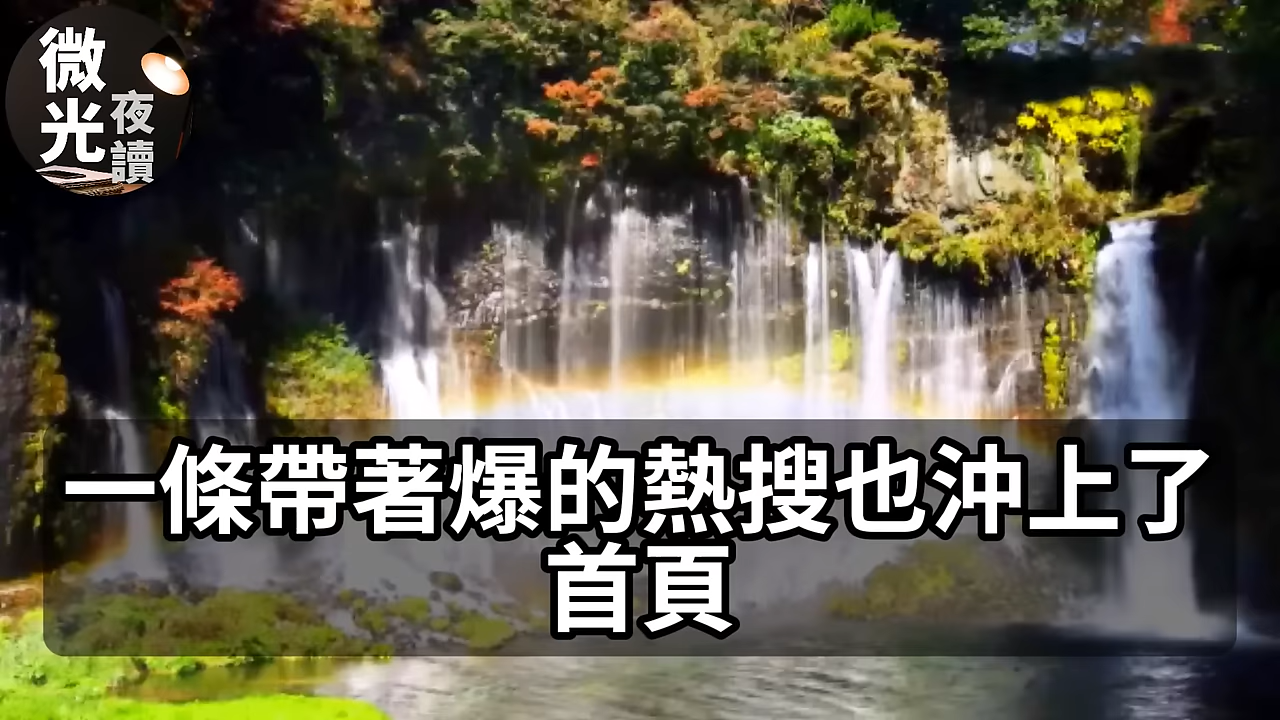 微光
夜讀
一條帶著爆的熱搜也沖上了
首頁